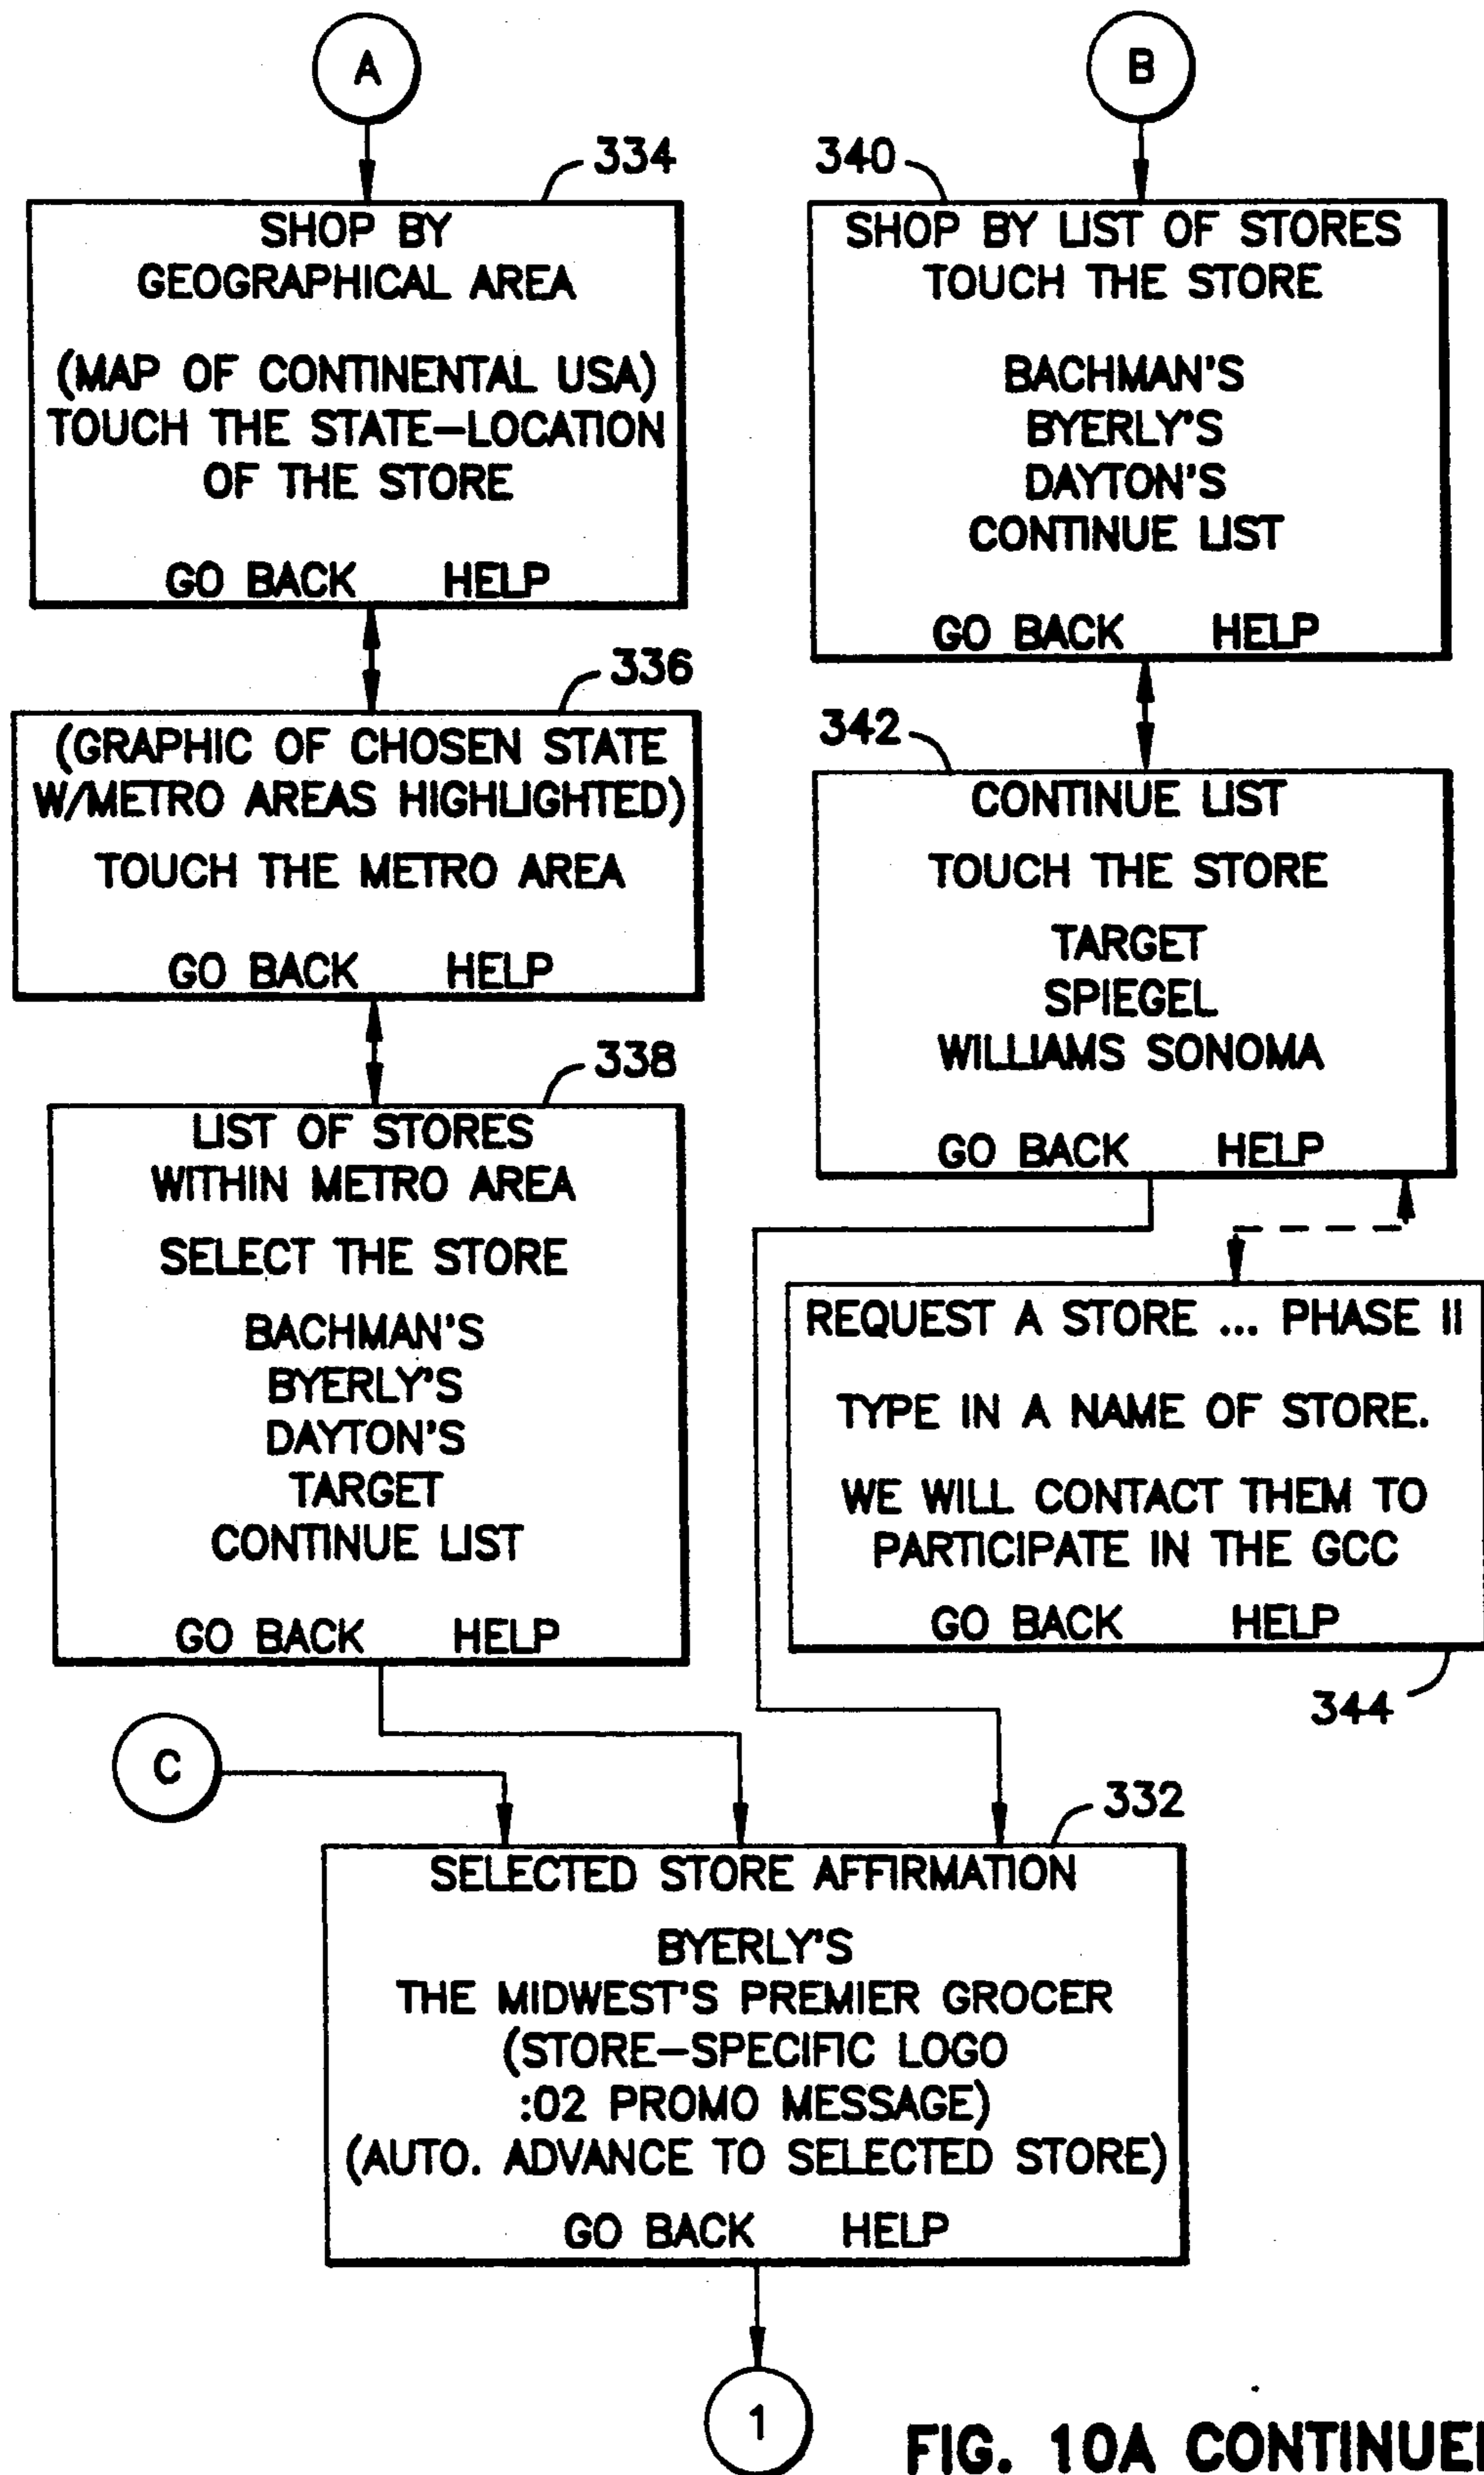 A
334
SHOP BY
GEOGRAPHICAL AREA
(MAP OF CONTINENTAL USA)
TOUCH THE STATE–LOCATION
OF THE STORE
GO BACK HELP
336
(GRAPHIC OF CHOSEN STATE
W/METRO AREAS HIGHLIGHTED)
TOUCH THE METRO AREA
GO BACK HELP
338
LIST OF STORES
WITHIN METRO AREA
SELECT THE STORE
BACHMAN'S
BYERLY'S
DAYTON'S
TARGET
CONTINUE LIST
GO BACK HELP
B
340
SHOP BY LIST OF STORES
TOUCH THE STORE
BACHMAN'S
BYERLY'S
DAYTON'S
CONTINUE LIST
GO BACK HELP
342
CONTINUE LIST
TOUCH THE STORE
TARGET
SPIEGEL
WILLIAMS SONOMA
GO BACK HELP
REQUEST A STORE ... PHASE II
TYPE IN A NAME OF STORE.
WE WILL CONTACT THEM TO
PARTICIPATE IN THE GCC
GO BACK HELP
344
C
332
SELECTED STORE AFFIRMATION
BYERLY'S
THE MIDWEST'S PREMIER GROCER
(STORE–SPECIFIC LOGO
:02 PROMO MESSAGE)
(AUTO. ADVANCE TO SELECTED STORE)
GO BACK HELP
1
FIG. 10A CONTINUED